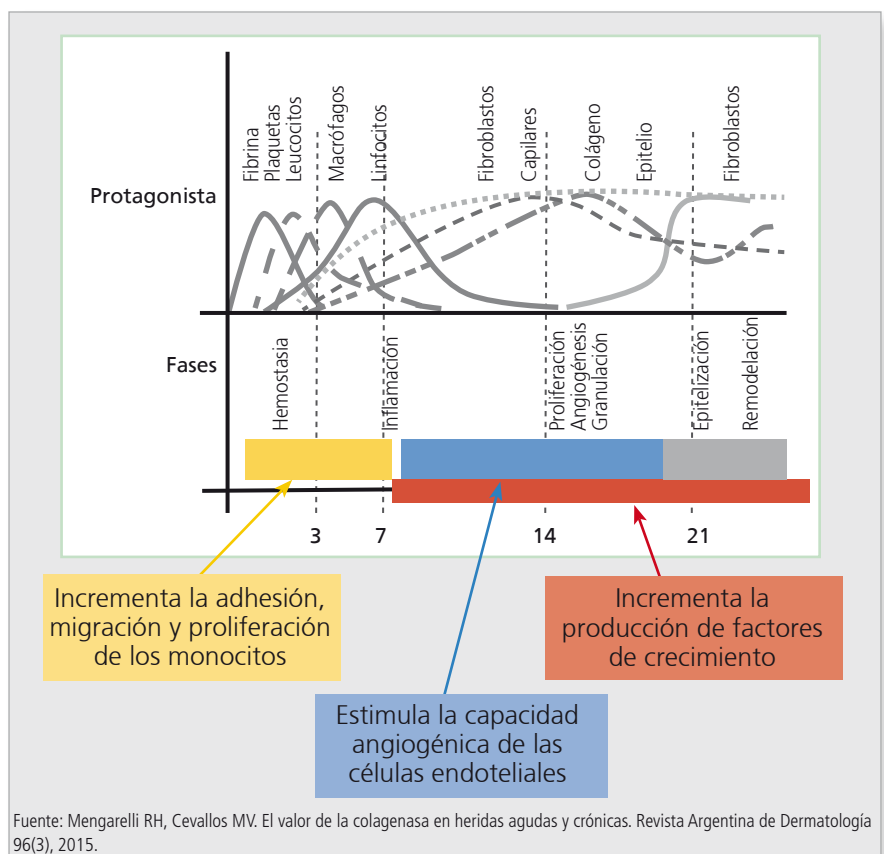 Protagonista
Fibrina
Plaquetas
Leucocitos
Macrófagos
Linfocitos
Fibroblastos
Capilares
Colágeno
Epitelio
Fibroblastos
Fases
Hemostasia
Inflamación
Proliferación
Angiogénesis
Granulación
Epitelización
Remodelación
3
7
14
21
Incrementa la adhesión,
migración y proliferación
de los monocitos
Incrementa la
producción de factores
de crecimiento
Estimula la capacidad
angiogénica de las
células endoteliales
Fuente: Mengarelli RH, Cevallos MV. El valor de la colagenasa en heridas agudas y crónicas. Revista Argentina de Dermatología
96(3), 2015.